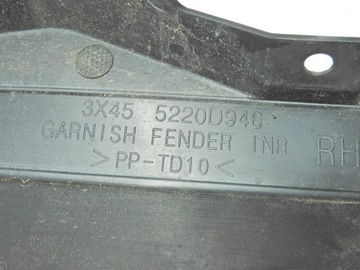 3X45 5220D946
GARNISH FENDER INR RH
>PP-TD10<